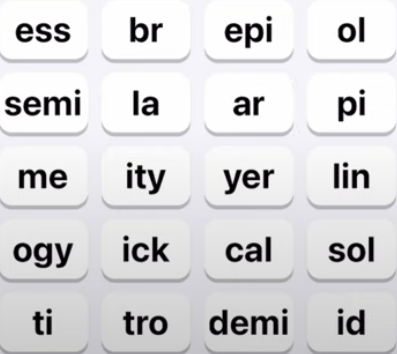 ess br epi ol
semi la ar pi
me ity yer lin
ogy ick cal sol
ti tro demi id